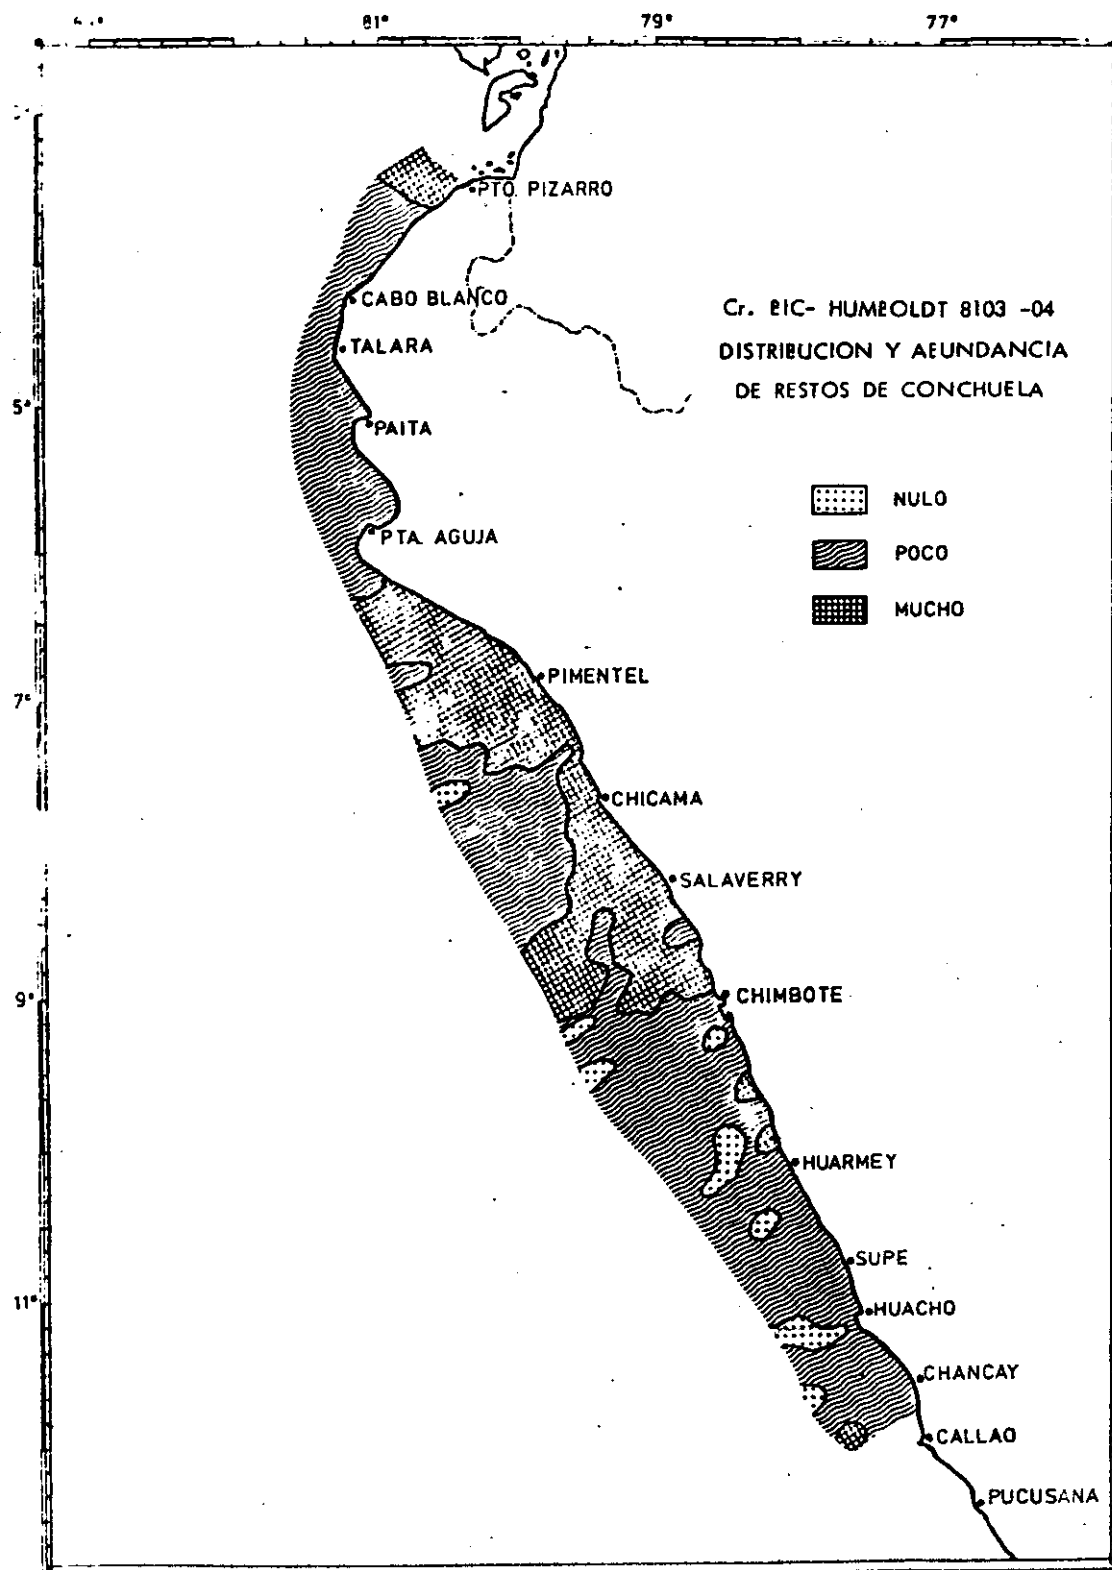 81°
79°
77°
PTO. PIZARRO
CABO BLANCO
TALARA
Cr. BIC- HUMBOLDT 8103 -04
DISTRIBUCION Y ABUNDANCIA
DE RESTOS DE CONCHUELA
5°
PAITA
NULO
PTA. AGUJA
POCO
MUCHO
PIMENTEL
7°
CHICAMA
SALAVERRY
9°
CHIMBOTE
HUARMEY
SUPE
11°
HUACHO
CHANCAY
CALLAO
PUCUSANA